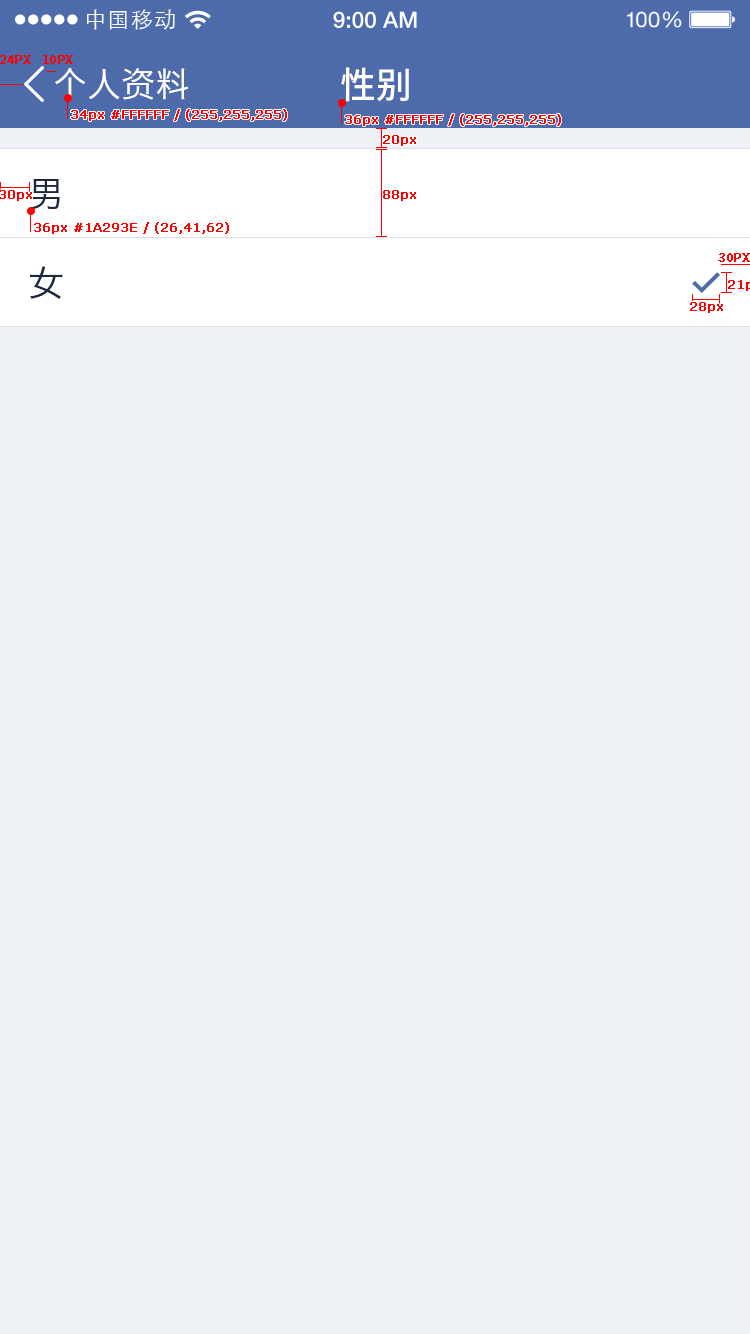 ●●●●● 中国移动 9:00 AM 100%
24PX 10PX
个人资料 性别
34px #FFFFFF / (255,255,255)
36px #FFFFFF / (255,255,255)
20px
男
30px
88px
36px #1A293E / (26,41,62)
女
30PX
21p
28px